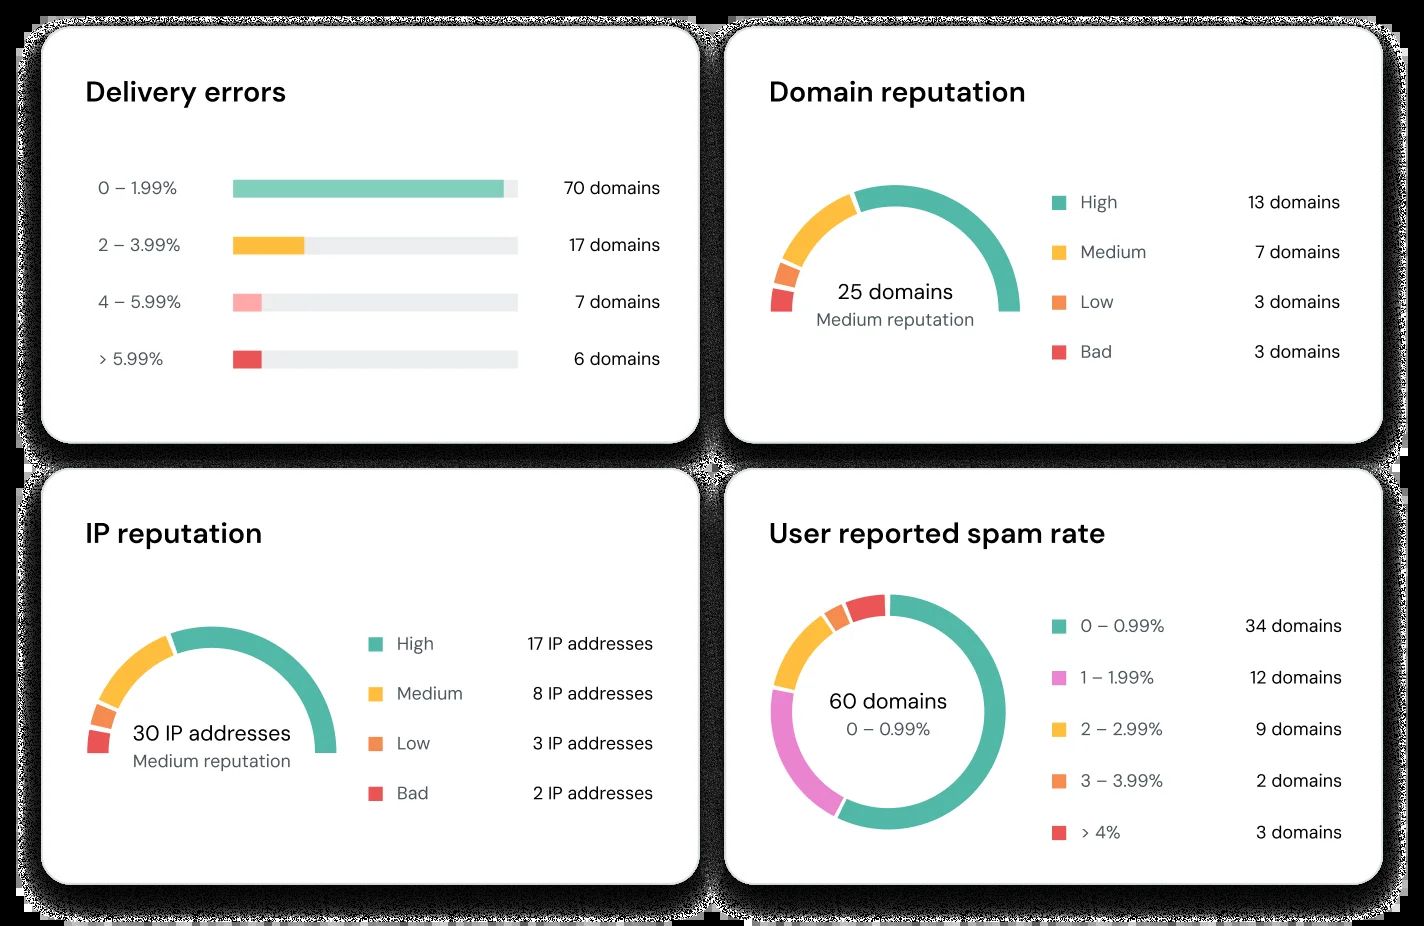 Delivery errors
0 – 1.99% 70 domains
2 – 3.99% 17 domains
4 – 5.99% 7 domains
> 5.99% 6 domains
Domain reputation
25 domains
Medium reputation
High 13 domains
Medium 7 domains
Low 3 domains
Bad 3 domains
IP reputation
30 IP addresses
Medium reputation
High 17 IP addresses
Medium 8 IP addresses
Low 3 IP addresses
Bad 2 IP addresses
User reported spam rate
60 domains
0 – 0.99%
0 – 0.99% 34 domains
1 – 1.99% 12 domains
2 – 2.99% 9 domains
3 – 3.99% 2 domains
> 4% 3 domains